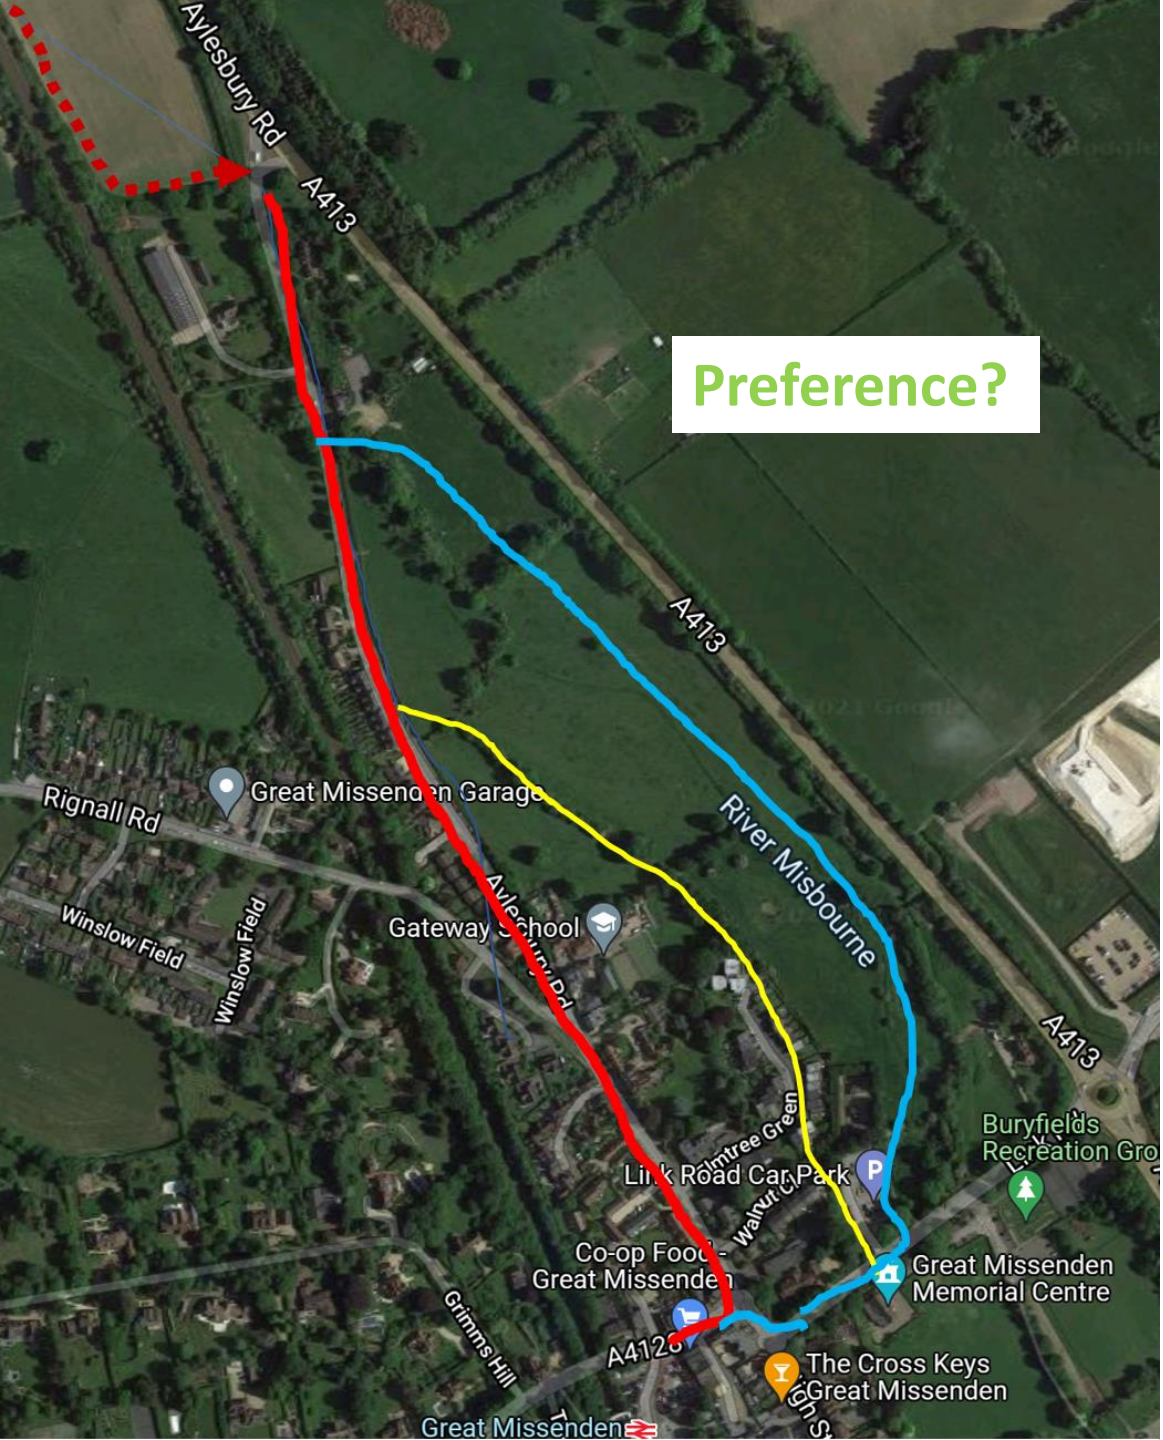 Aylesbury Rd
A413
Preference?
A413
Great Missenden Garage
Rignall Rd
River Misbourne
Aylesbury Rd
Gateway School
Winslow Field
Winslow Field
A413
Buryfields
Recreation Gro
Elmtree Green
Link Road Car Park
P
Walnut Cl
Co-op Food -
Great Missenden
Great Missenden
Memorial Centre
Grimms Hill
A4128
The Cross Keys
Great Missenden
High St
Great Missenden